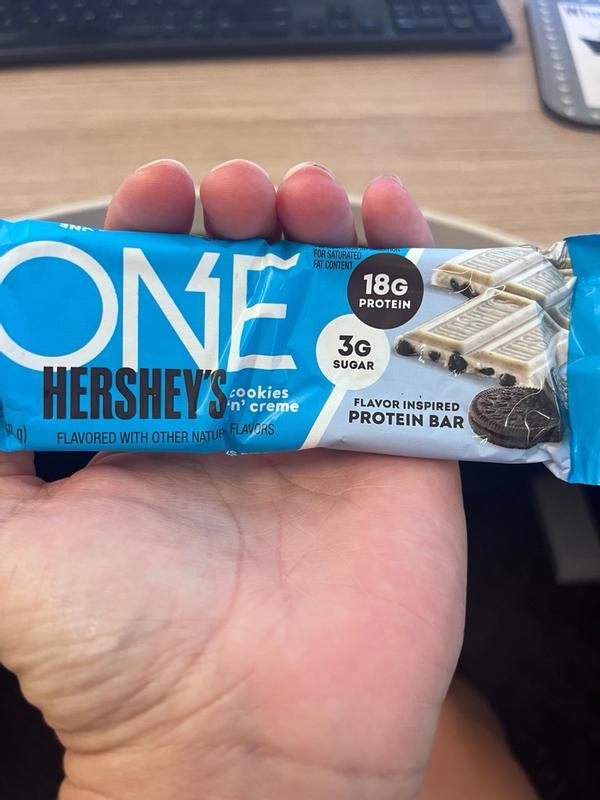 ONE
HERSHEY'S
cookies
n' creme
FLAVORED WITH OTHER NATUR FLAVORS
FOR SATURATED
FAT CONTENT
18G
PROTEIN
3G
SUGAR
FLAVOR INSPIRED
PROTEIN BAR